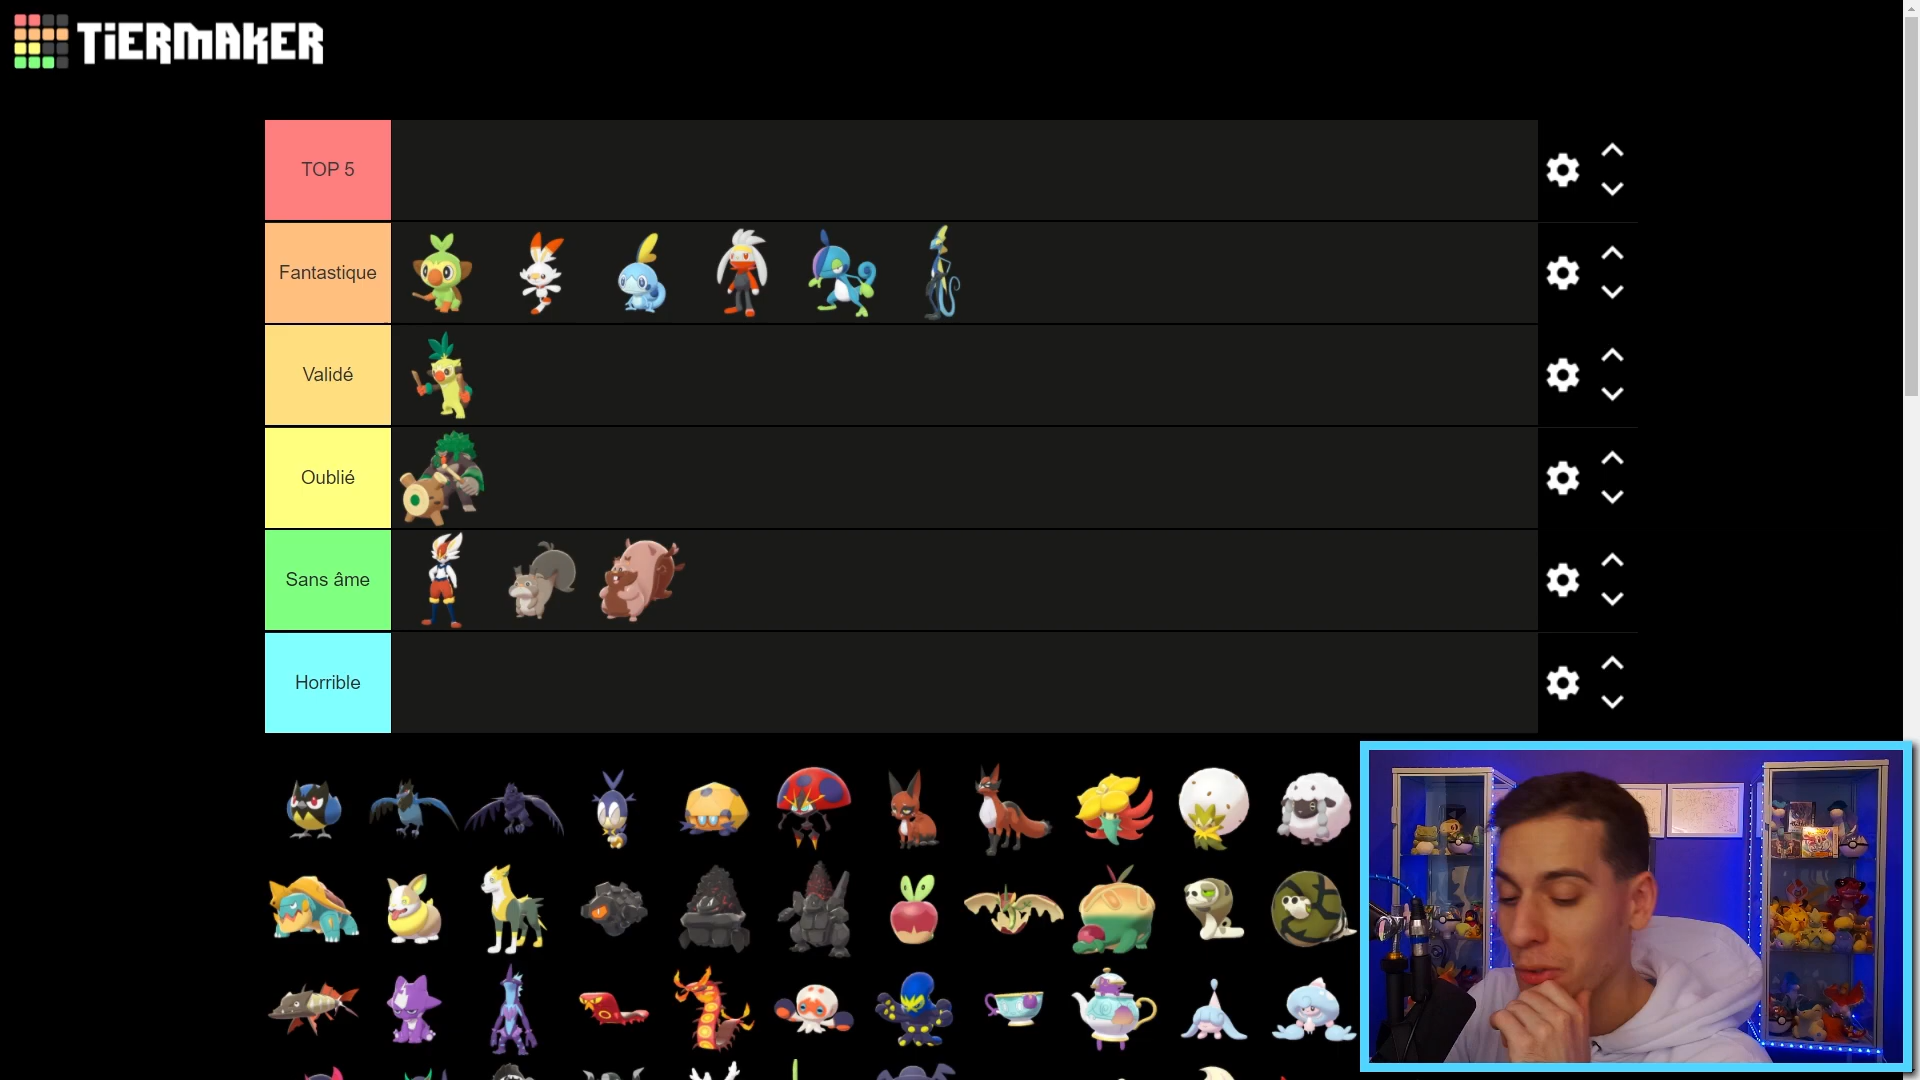 TiERMAKER
TOP 5
Fantastique
Validé
Oublié
Sans âme
Horrible